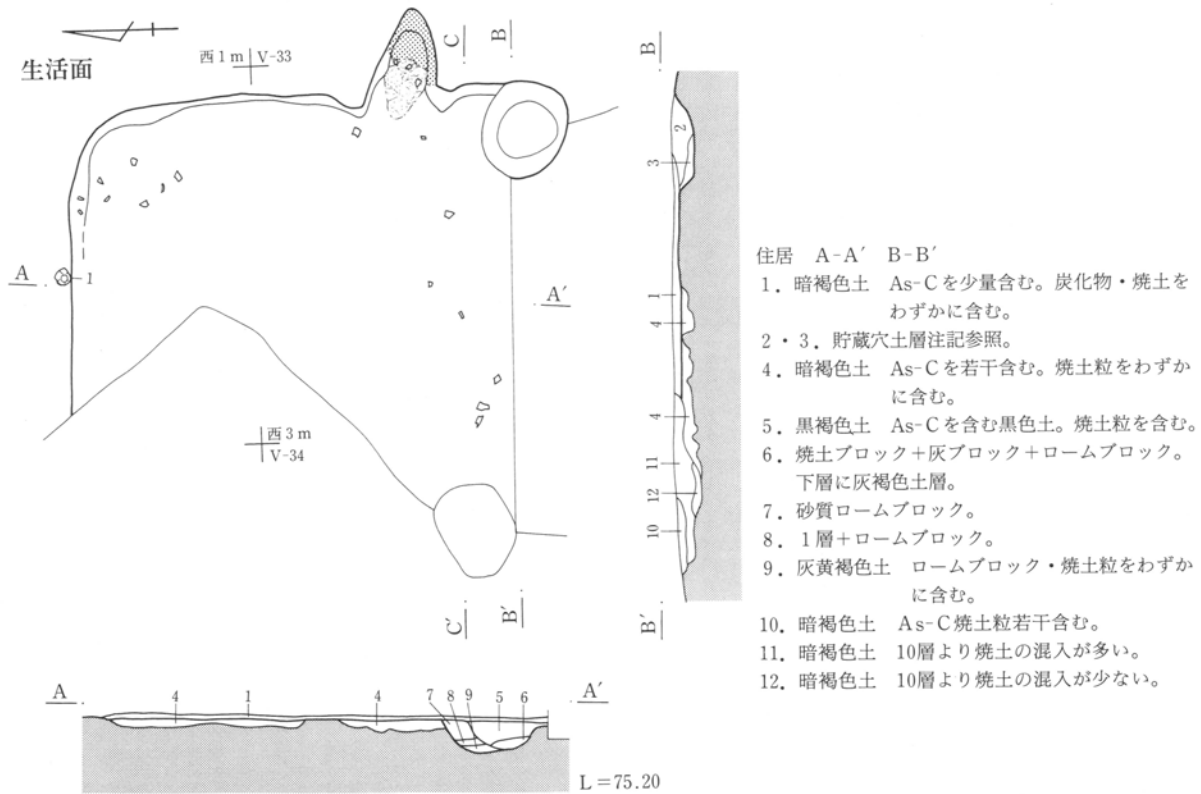 生活面
西1m V-33
C
B
A
1
A′
西3m
V-34
C′
B′
B
2
3
1
4
4
11
12
10
B′
A
4
1
4
7
8
9
5
6
A′
L=75.20
住居 A-A′ B-B′
1. 暗褐色土 As-Cを少量含む。炭化物・焼土を
わずかに含む。
2・3. 貯蔵穴土層注記参照。
4. 暗褐色土 As-Cを若干含む。焼土粒をわずか
に含む。
5. 黒褐色土 As-Cを含む黒色土。焼土粒を含む。
6. 焼土ブロック+灰ブロック+ロームブロック。
下層に灰褐色土層。
7. 砂質ロームブロック。
8. 1層+ロームブロック。
9. 灰黄褐色土 ロームブロック・焼土粒をわずか
に含む。
10. 暗褐色土 As-C焼土粒若干含む。
11. 暗褐色土 10層より焼土の混入が多い。
12. 暗褐色土 10層より焼土の混入が少ない。